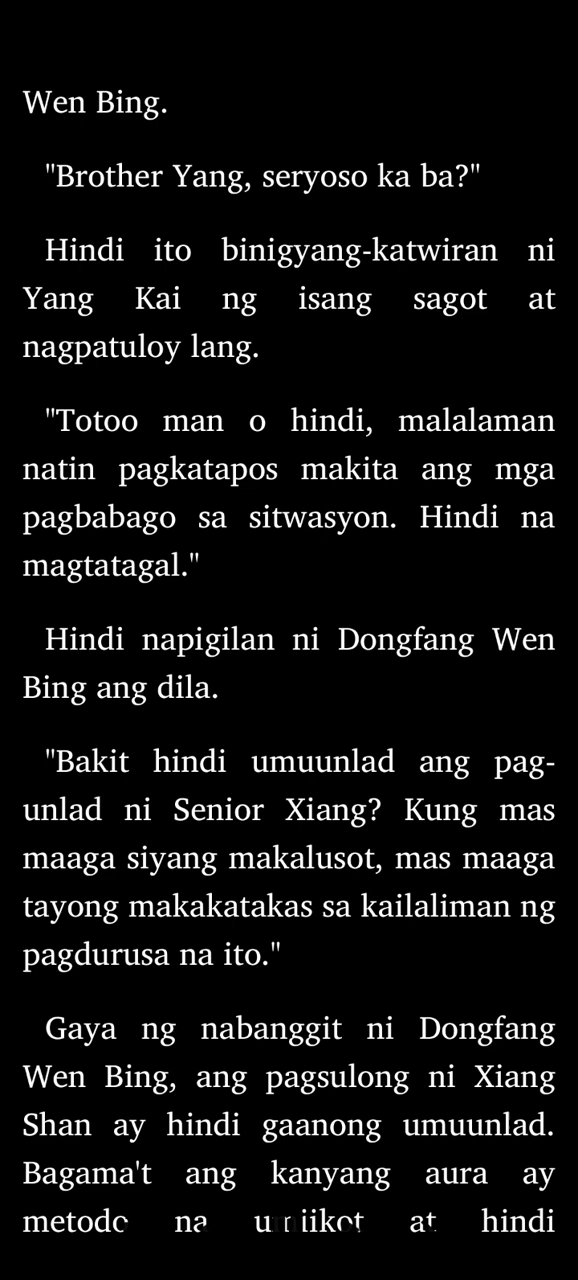 Wen Bing.
"Brother Yang, seryoso ka ba?"
Hindi ito binigyang-katwiran ni
Yang Kai ng isang sagot at
nagpatuloy lang.
"Totoo man o hindi, malalaman
natin pagkatapos makita ang mga
pagbabago sa sitwasyon. Hindi na
magtatagal."
Hindi napigilan ni Dongfang Wen
Bing ang dila.
"Bakit hindi umuunlad ang pag-
unlad ni Senior Xiang? Kung mas
maaga siyang makalusot, mas maaga
tayong makakatakas sa kailaliman ng
pagdurusa na ito."
Gaya ng nabanggit ni Dongfang
Wen Bing, ang pagsulong ni Xiang
Shan ay hindi gaanong umuunlad.
Bagama't ang kanyang aura ay
na at hindi